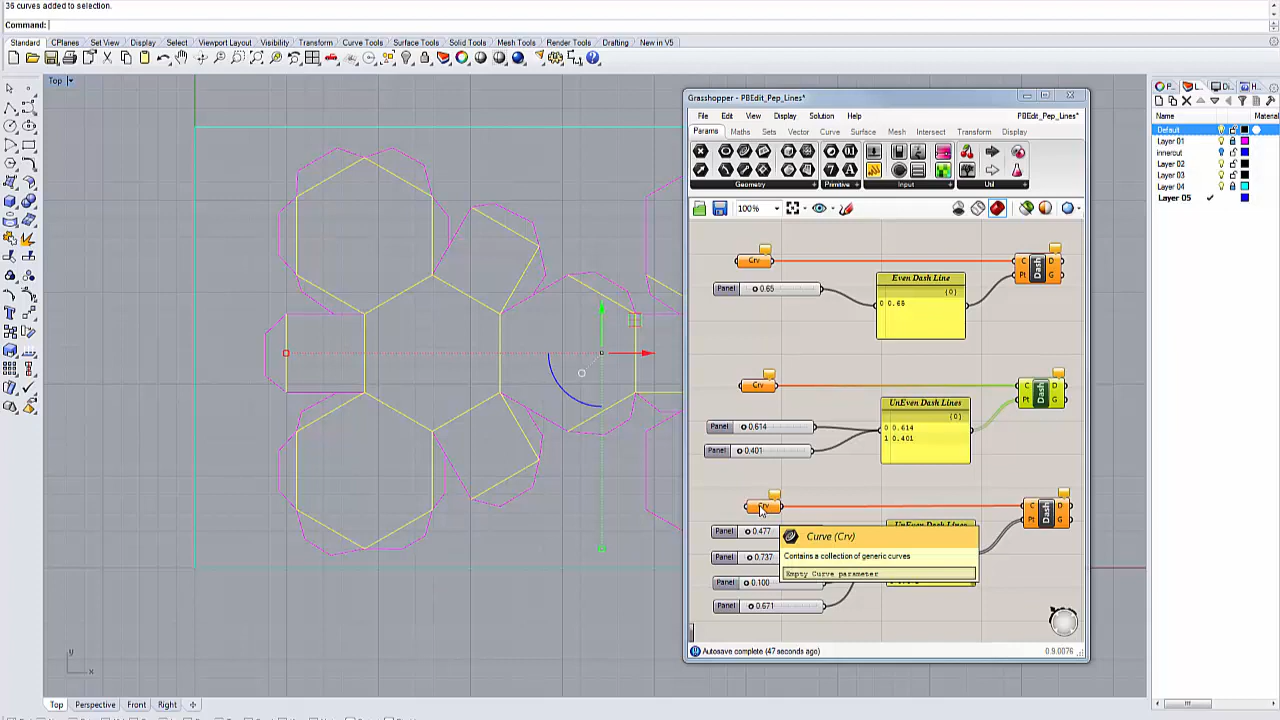 36 curves added to selection.
Command:
Standard CPlanes Set View Display Select Viewport Layout Visibility Transform Curve Tools Surface Tools Solid Tools Mesh Tools Render Tools Drafting New in V5
Top
Grasshopper - PBEdit_Pep_Lines*
File Edit View Display Solution Help PBEdit_Pep_Lines*
Params Maths Sets Vector Curve Surface Mesh Intersect Transform Display
Geometry Primitive Input Util
100%
Crv
C Pt Dash D G
Even Dash Line
{0}
0 0.65
Panel 0.65
Crv
C Pt Dash D G
UnEven Dash Lines
{0}
0 0.614
1 0.401
Panel 0.614
Panel 0.401
C Pt Dash D G
UnEven Dash Lines
Panel 0.477
Panel 0.737
Panel 0.100
Panel 0.671
Curve (Crv)
Contains a collection of generic curves
Empty Curve parameter
Autosave complete (47 seconds ago) 0.9.0076
Name Material
Default
Layer 01
innercut
Layer 02
Layer 03
Layer 04
Layer 05
y
x
Top Perspective Front Right